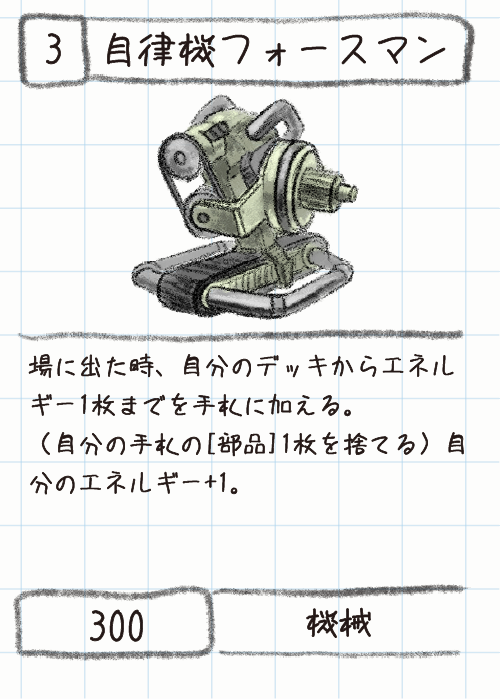 3 自律機フォースマン
場に出た時、自分のデッキからエネル
ギー1枚までを手札に加える。
（自分の手札の[部品]1枚を捨てる）自
分のエネルギー+1。
300 機械